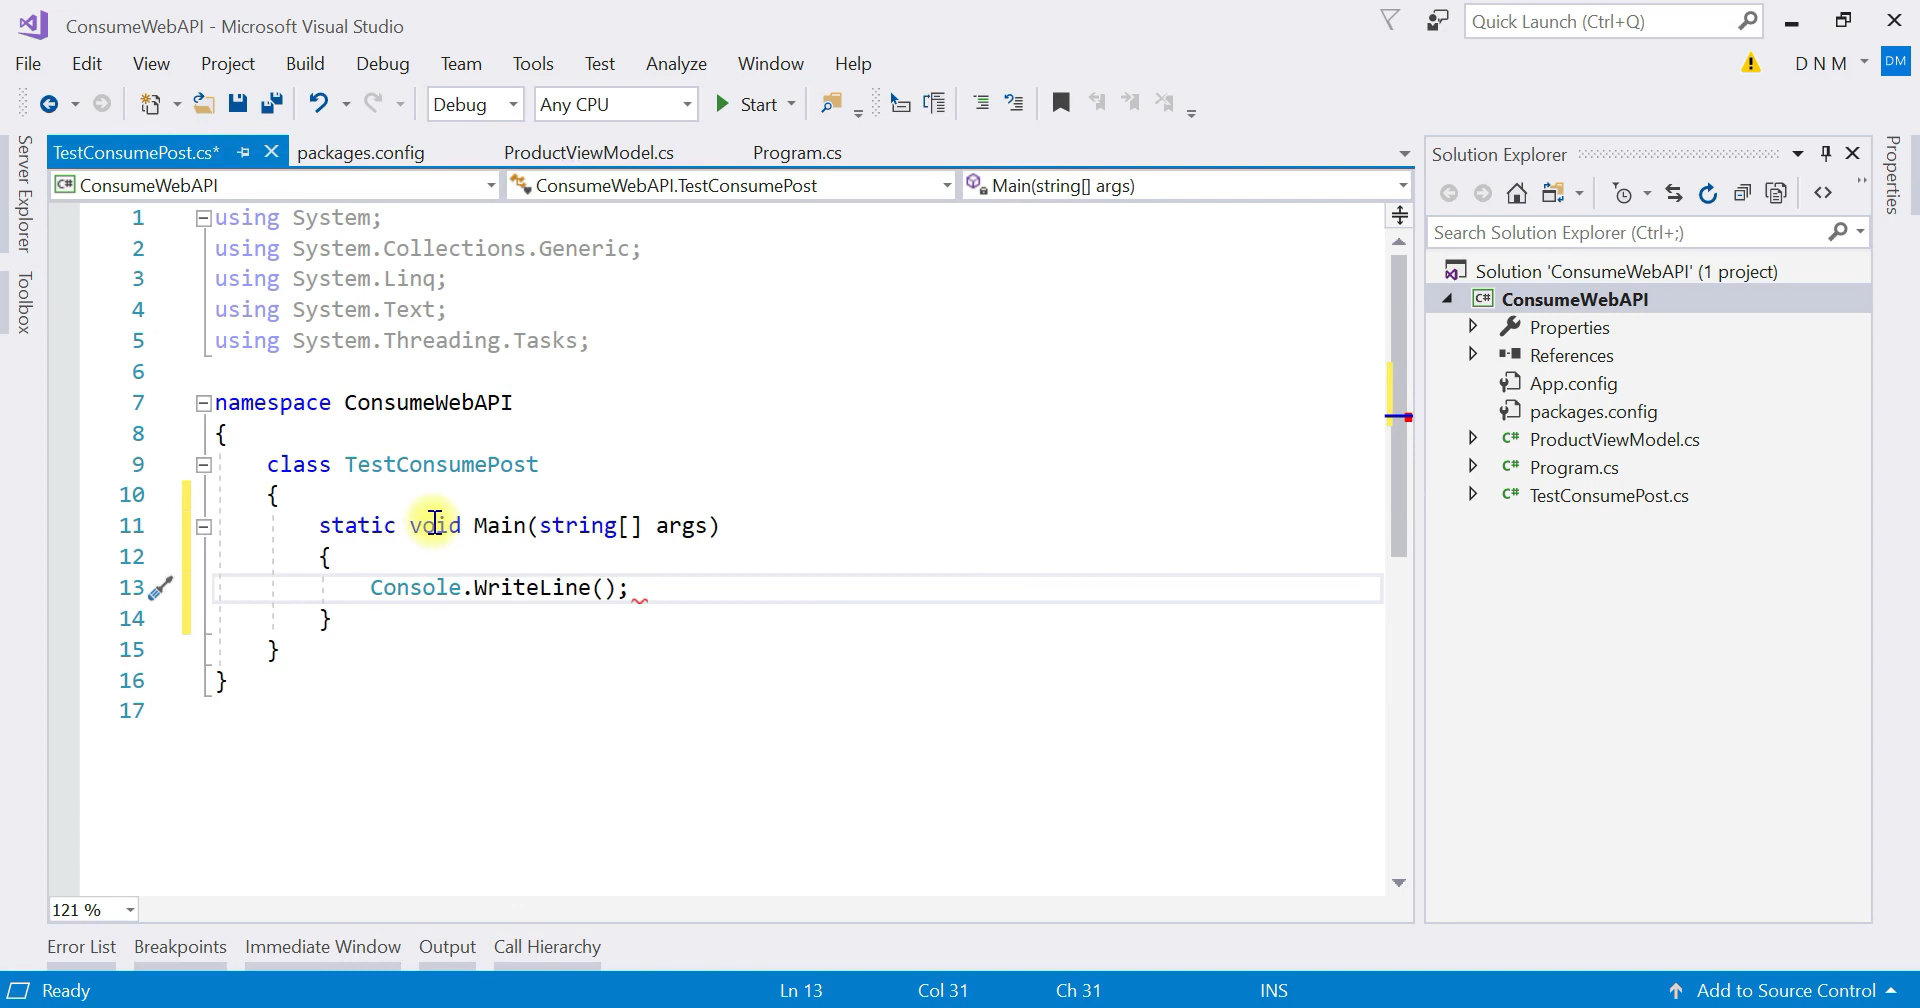 ConsumeWebAPI - Microsoft Visual Studio
Quick Launch (Ctrl+Q)
File Edit View Project Build Debug Team Tools Test Analyze Window Help
D N M DM
Debug Any CPU Start
TestConsumePost.cs* packages.config ProductViewModel.cs Program.cs
C# ConsumeWebAPI ConsumeWebAPI.TestConsumePost Main(string[] args)
1 using System;
2 using System.Collections.Generic;
3 using System.Linq;
4 using System.Text;
5 using System.Threading.Tasks;
6
7 namespace ConsumeWebAPI
8 {
9 class TestConsumePost
10 {
11 static void Main(string[] args)
12 {
13 Console.WriteLine();
14 }
15 }
16 }
17
121 %
Server Explorer
Toolbox
Solution Explorer
Search Solution Explorer (Ctrl+;)
Solution 'ConsumeWebAPI' (1 project)
C# ConsumeWebAPI
Properties
References
App.config
packages.config
C# ProductViewModel.cs
C# Program.cs
C# TestConsumePost.cs
Properties
Error List Breakpoints Immediate Window Output Call Hierarchy
Ready Ln 13 Col 31 Ch 31 INS Add to Source Control